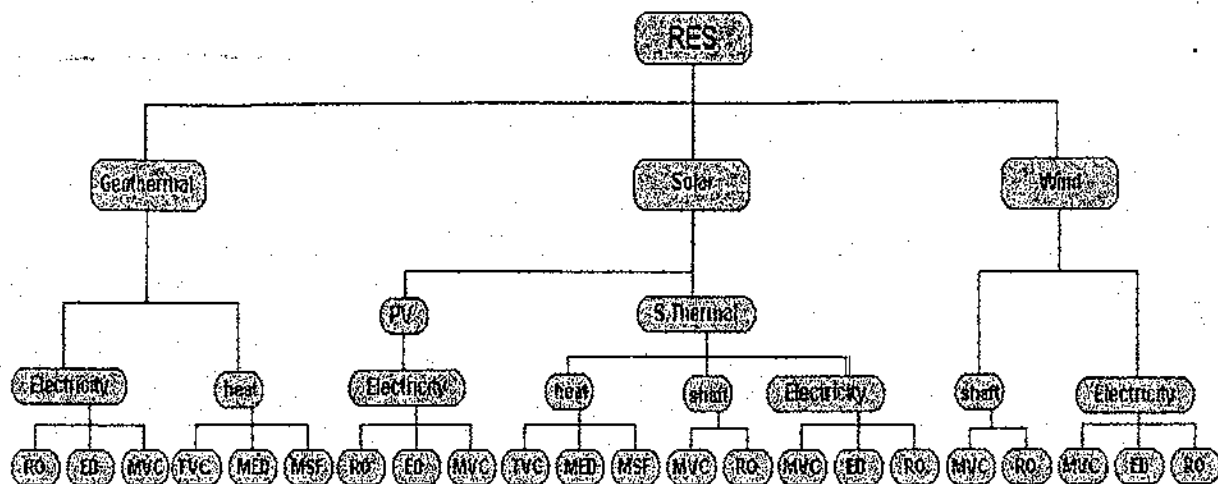 RES
Geothermal
Solar
Wind
PV
S.Thermal
Electricity
heat
Electricity
heat
shaft
Electricity
shaft
Electricity
RO
ED
MVC
TVC
MED
MSF
RO
ED
MVC
TVC
MED
MSF
MVC
RO
MVC
ED
RO
MVC
RO
MVC
ED
RO